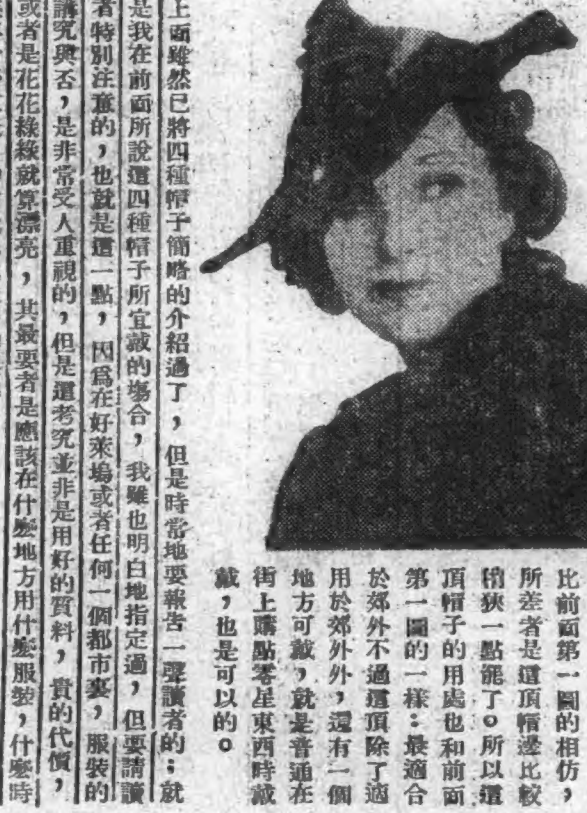 比前面第一圖的相仿，
所差者是這頂帽邊比較
稍狹一點罷了。所以這
頂帽子的用處也和前面
第一圖的一樣：最適合
於郊外不過這頂除了適
用於郊外外，還有一個
地方可戴，就是普通在
街上購點零星東西時戴
戴，也是可以的。
上面雖然已將四種帽子簡略的介紹過了，但是時常地要報告一聲讀者的；就
是我在前面所說這四種帽子所宜戴的塲合，我雖也明白地指定過，但要請讀
者特別注意的，也就是這一點，因爲在好萊塢或者任何一個都市裏，服裝的
講究與否，是非常受人重視的，但是這考究並非是用好的質料，貴的代價，
或者是花花綠綠就算漂亮，其最要者是應該在什麽地方用什麽服裝，什麽時